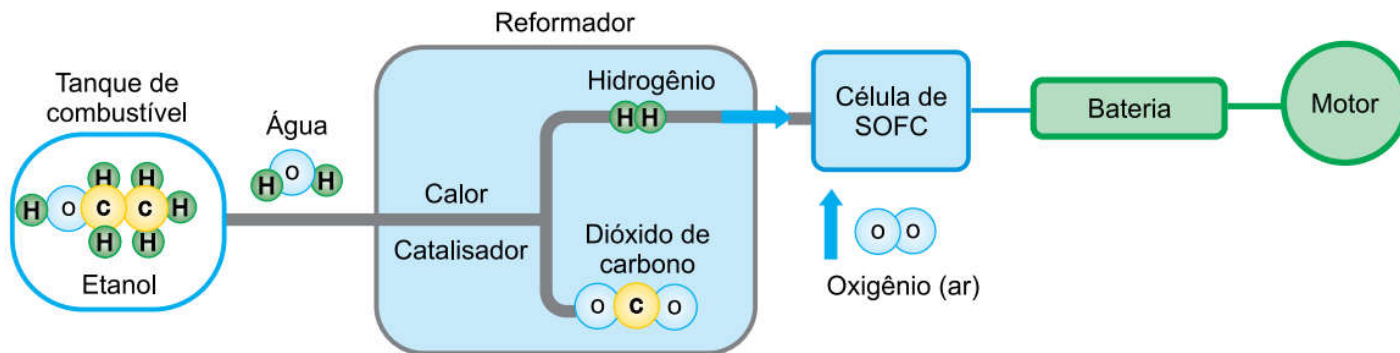 Reformador
Tanque de
combustível
Água
H O H
H O C C H H H H H
Etanol
Calor
Catalisador
Hidrogênio
H H
Dióxido de
carbono
O C O
Célula de
SOFC
O O
Oxigênio (ar)
Bateria
Motor